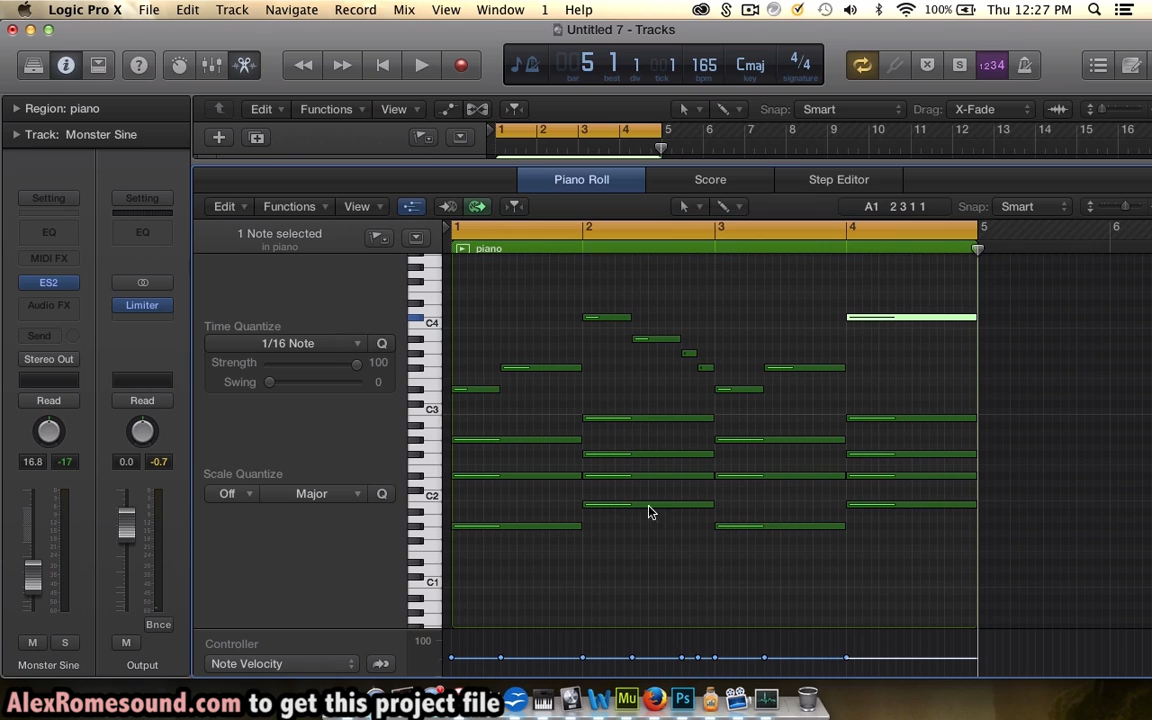 Logic Pro X File Edit Track Navigate Record Mix View Window 1 Help 100% Thu 12:27 PM
Untitled 7 - Tracks
005 1 1 1 165 Cmaj 4/4
bar beat div tick bpm key signature
1234
Region: piano
Edit Functions View Snap: Smart Drag: X-Fade
Track: Monster Sine
1 2 3 4 5 6 7 8 9 10 11 12 13 14 15 16
Piano Roll Score Step Editor
Setting Setting
Edit Functions View A1 2 3 1 1 Snap: Smart
EQ EQ
1 Note selected
in piano
1 2 3 4 5 6
piano
MIDI FX
ES2
Audio FX Limiter
Send
Time Quantize
1/16 Note Q
Strength 100
Swing 0
C4
C3
C2
C1
Stereo Out
Read Read
16.8 -17 0.0 -0.7
Scale Quantize
Off Major Q
Bnce
M S M
Monster Sine Output
Controller
100
Note Velocity
AlexRomesound.com to get this project file
W Mu Ps